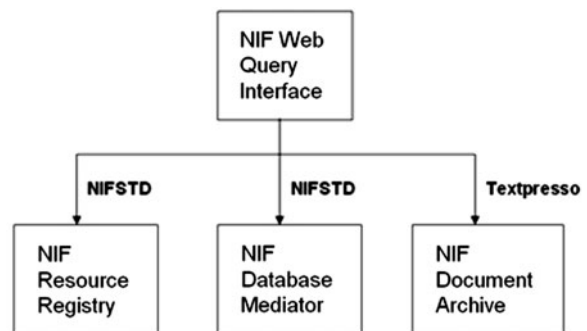 NIF Web
Query
Interface
NIFSTD
NIFSTD
Textpresso
NIF
Resource
Registry
NIF
Database
Mediator
NIF
Document
Archive